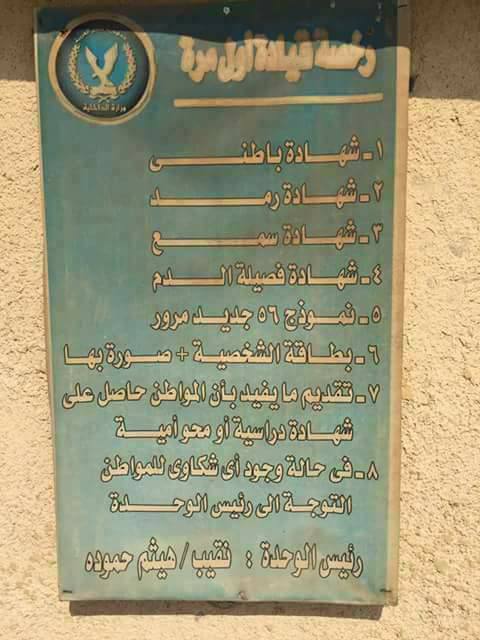 رخصة قيادة أول مرة
وزارة الداخلية
١ - شهادة باطنى
٢ - شهادة رمد
٣ - شهادة سمع
٤ - شهادة فصيلة الدم
٥ - نموذج ٥٦ جديد مرور
٦ - بطاقة الشخصية + صورة بها
٧ - تقديم ما يفيد بأن المواطن حاصل على
شهادة دراسية أو محو أمية
٨ - فى حالة وجود أى شكاوى للمواطن
التوجة الى رئيس الوحدة
رئيس الوحدة : نقيب / هيثم حموده